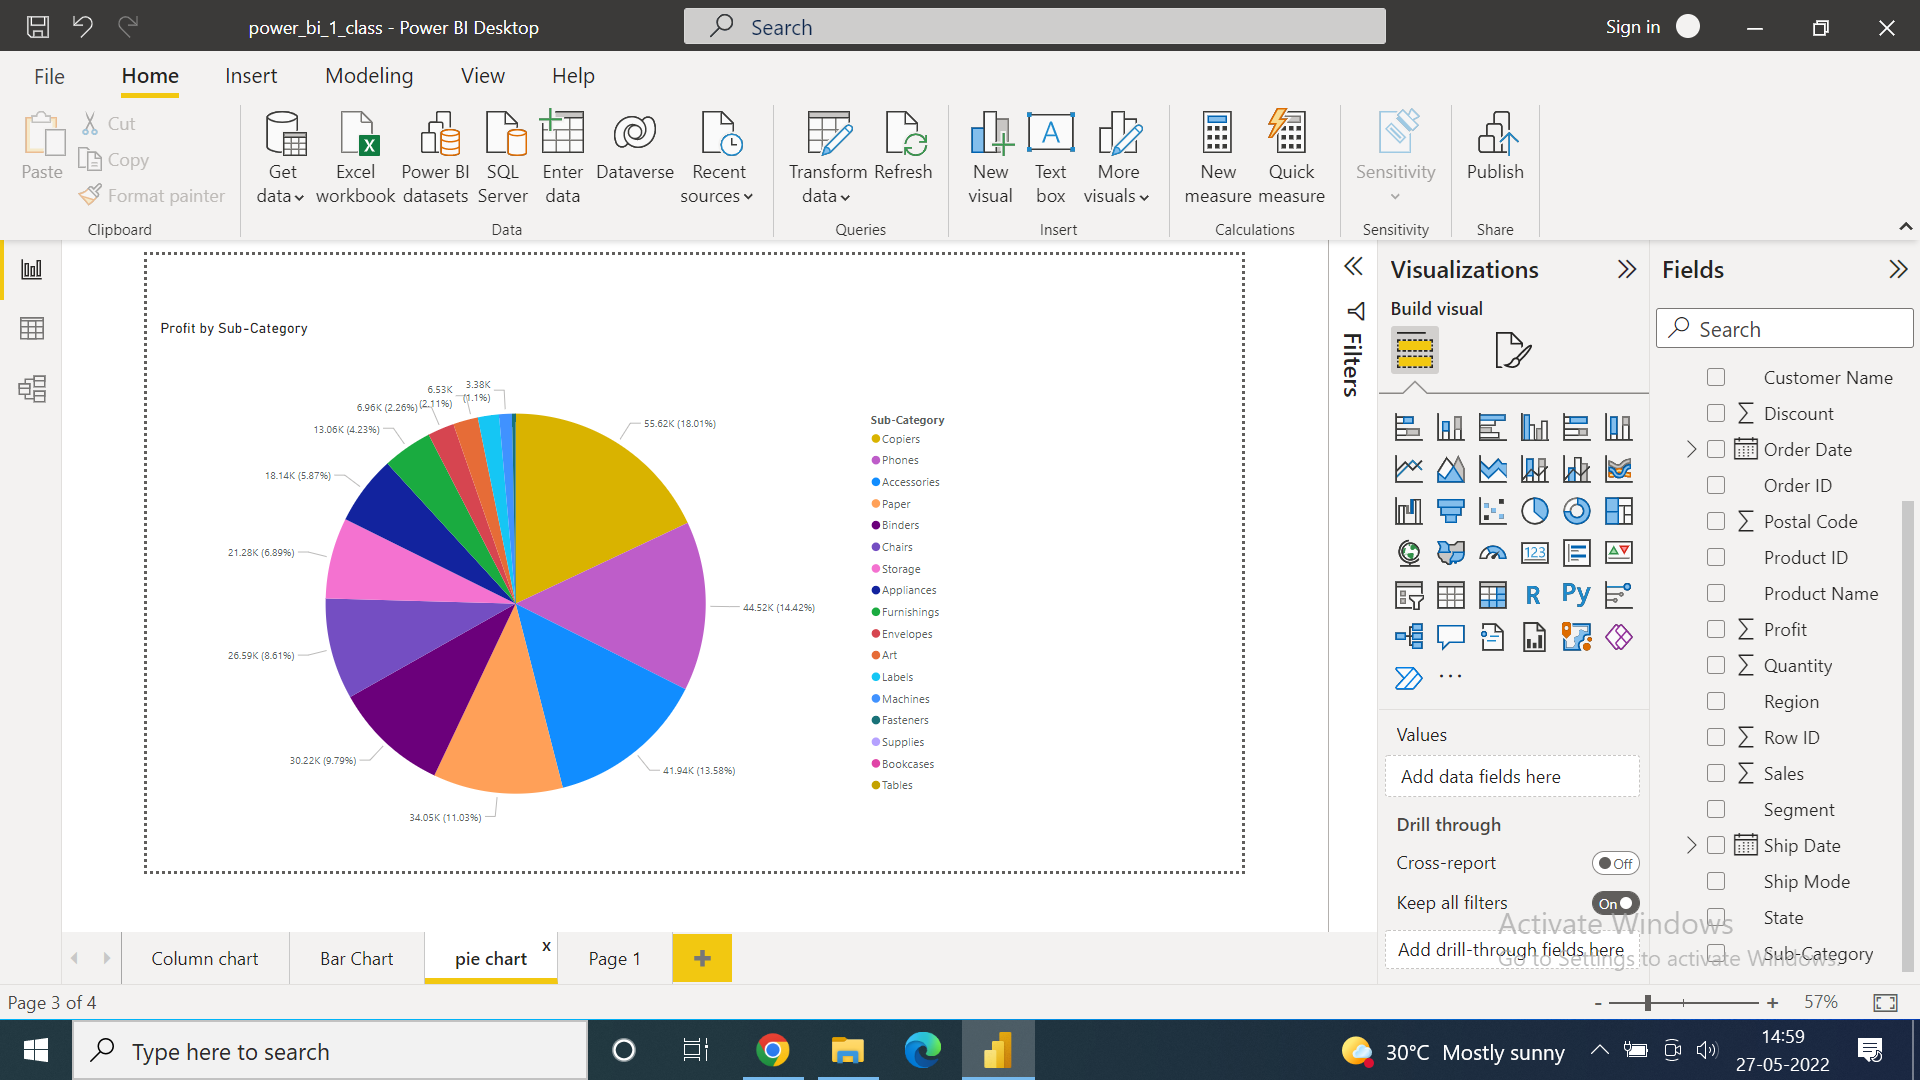 power_bi_1_class - Power BI Desktop
Search
Sign in
File
Home
Insert
Modeling
View
Help
Paste
Cut
Copy
Format painter
Clipboard
Get
data
Excel
workbook
Power BI
datasets
SQL
Server
Enter
data
Dataverse
Recent
sources
Data
Transform
data
Refresh
Queries
New
visual
A
Text
box
More
visuals
Insert
New
measure
Quick
measure
Calculations
Sensitivity
Sensitivity
Publish
Share
Profit by Sub-Category
3.38K
(1.1%)
6.53K
(2.11%)
6.96K (2.26%)
13.06K (4.23%)
18.14K (5.87%)
21.28K (6.89%)
26.59K (8.61%)
30.22K (9.79%)
34.05K (11.03%)
55.62K (18.01%)
44.52K (14.42%)
41.94K (13.58%)
Sub-Category
Copiers
Phones
Accessories
Paper
Binders
Chairs
Storage
Appliances
Furnishings
Envelopes
Art
Labels
Machines
Fasteners
Supplies
Bookcases
Tables
Filters
Visualizations
Build visual
123
R
Py
...
Values
Add data fields here
Drill through
Cross-report
Off
Keep all filters
On
Add drill-through fields here
Fields
Search
Customer Name
∑ Discount
Order Date
Order ID
∑ Postal Code
Product ID
Product Name
∑ Profit
∑ Quantity
Region
∑ Row ID
∑ Sales
Segment
Ship Date
Ship Mode
State
Sub-Category
Activate Windows
Go to Settings to activate Windows.
Column chart
Bar Chart
pie chart
x
Page 1
+
Page 3 of 4
- + 57%
Type here to search
30°C Mostly sunny
14:59
27-05-2022